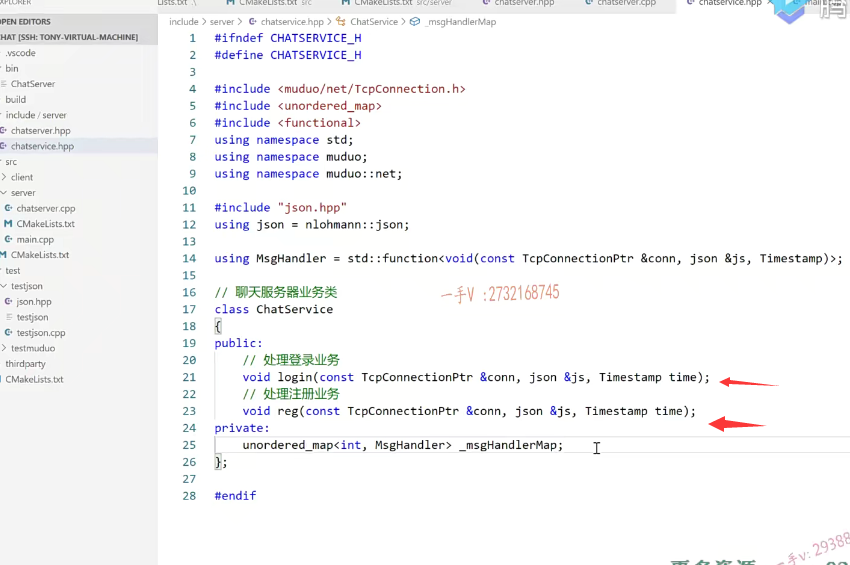 XPLORER
Lists.txt
CMakeLists.txt src
CMakeLists.txt src/server
chatserver.hpp
chatserver.cpp
chatservice.hpp
OPEN EDITORS
CHAT [SSH: TONY-VIRTUAL-MACHINE]
.vscode
bin
ChatServer
build
include / server
chatserver.hpp
chatservice.hpp
src
client
server
chatserver.cpp
CMakeLists.txt
main.cpp
CMakeLists.txt
test
testjson
json.hpp
testjson
testjson.cpp
testmuduo
thirdparty
CMakeLists.txt
include > server > chatservice.hpp > ChatService > _msgHandlerMap
1 #ifndef CHATSERVICE_H
2 #define CHATSERVICE_H
3
4 #include <muduo/net/TcpConnection.h>
5 #include <unordered_map>
6 #include <functional>
7 using namespace std;
8 using namespace muduo;
9 using namespace muduo::net;
10
11 #include "json.hpp"
12 using json = nlohmann::json;
13
14 using MsgHandler = std::function<void(const TcpConnectionPtr &conn, json &js, Timestamp)>;
15
16 // 聊天服务器业务类
17 class ChatService
18 {
19 public:
20 // 处理登录业务
21 void login(const TcpConnectionPtr &conn, json &js, Timestamp time);
22 // 处理注册业务
23 void reg(const TcpConnectionPtr &conn, json &js, Timestamp time);
24 private:
25 unordered_map<int, MsgHandler> _msgHandlerMap;
26 };
27
28 #endif
一手V :2732168745